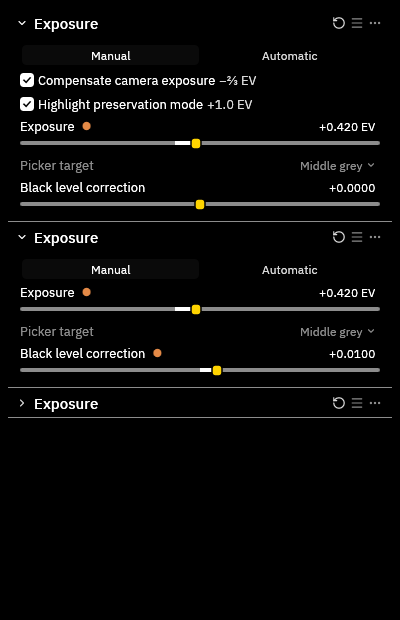 Exposure
Manual Automatic
Compensate camera exposure −⅔ EV
Highlight preservation mode +1.0 EV
Exposure +0.420 EV
Picker target Middle grey
Black level correction +0.0000
Exposure
Manual Automatic
Exposure +0.420 EV
Picker target Middle grey
Black level correction +0.0100
Exposure